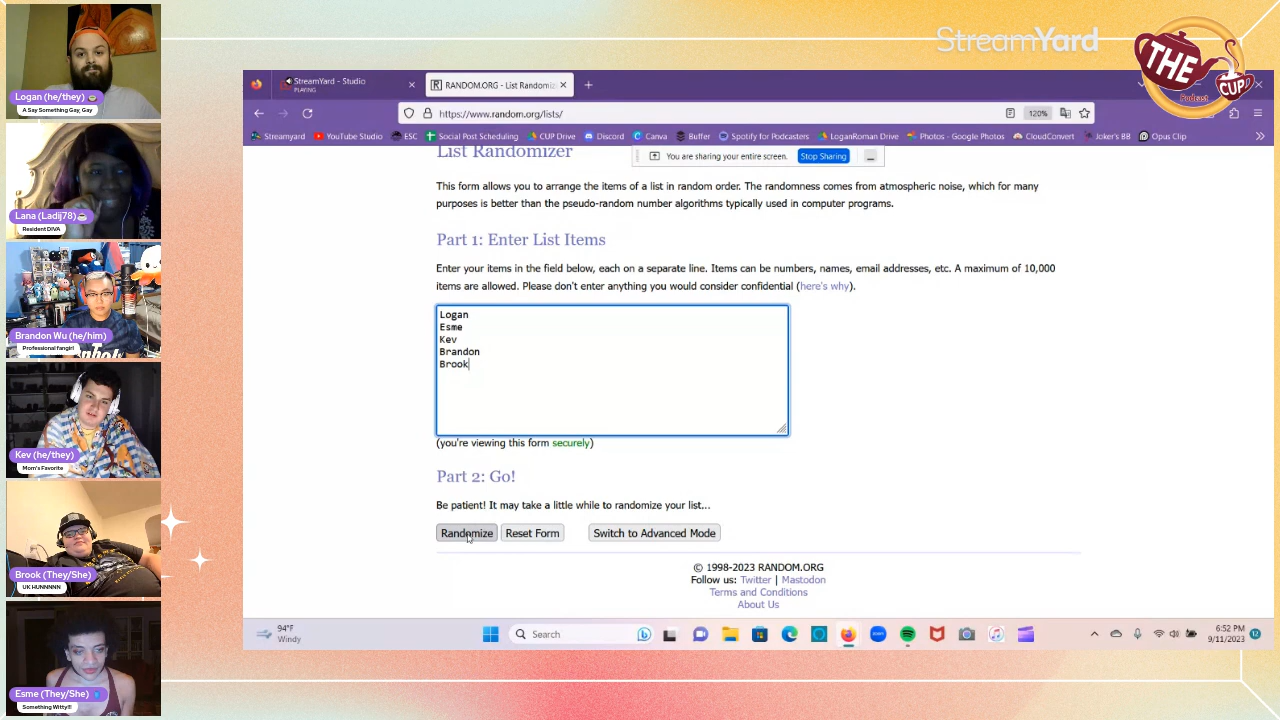 Logan (he/they)
A Say Something Gay, Gay
Lana (Ladij78)
Resident DIVA
Brandon Wu (he/him)
Professional fangirl
Kev (he/they)
Mom's Favorite
Brook (They/She)
UK HUNNNNN
Esme (They/She)
Something Witty!!!
StreamYard
THE
CUP
Podcast
StreamYard - Studio
PLAYING
RANDOM.ORG - List Randomiz
https://www.random.org/lists/
120%
Streamyard YouTube Studio ESC Social Post Scheduling CUP Drive Discord Canva Buffer Spotify for Podcasters LoganRoman Drive Photos - Google Photos CloudConvert Joker's BB Opus Clip
List Randomizer
You are sharing your entire screen. Stop Sharing
This form allows you to arrange the items of a list in random order. The randomness comes from atmospheric noise, which for many
purposes is better than the pseudo-random number algorithms typically used in computer programs.
Part 1: Enter List Items
Enter your items in the field below, each on a separate line. Items can be numbers, names, email addresses, etc. A maximum of 10,000
items are allowed. Please don't enter anything you would consider confidential (here's why).
Logan
Esme
Kev
Brandon
Brook
(you're viewing this form securely)
Part 2: Go!
Be patient! It may take a little while to randomize your list...
Randomize Reset Form Switch to Advanced Mode
© 1998-2023 RANDOM.ORG
Follow us: Twitter | Mastodon
Terms and Conditions
About Us
94°F
Windy
Search
zoom
6:52 PM
9/11/2023
12